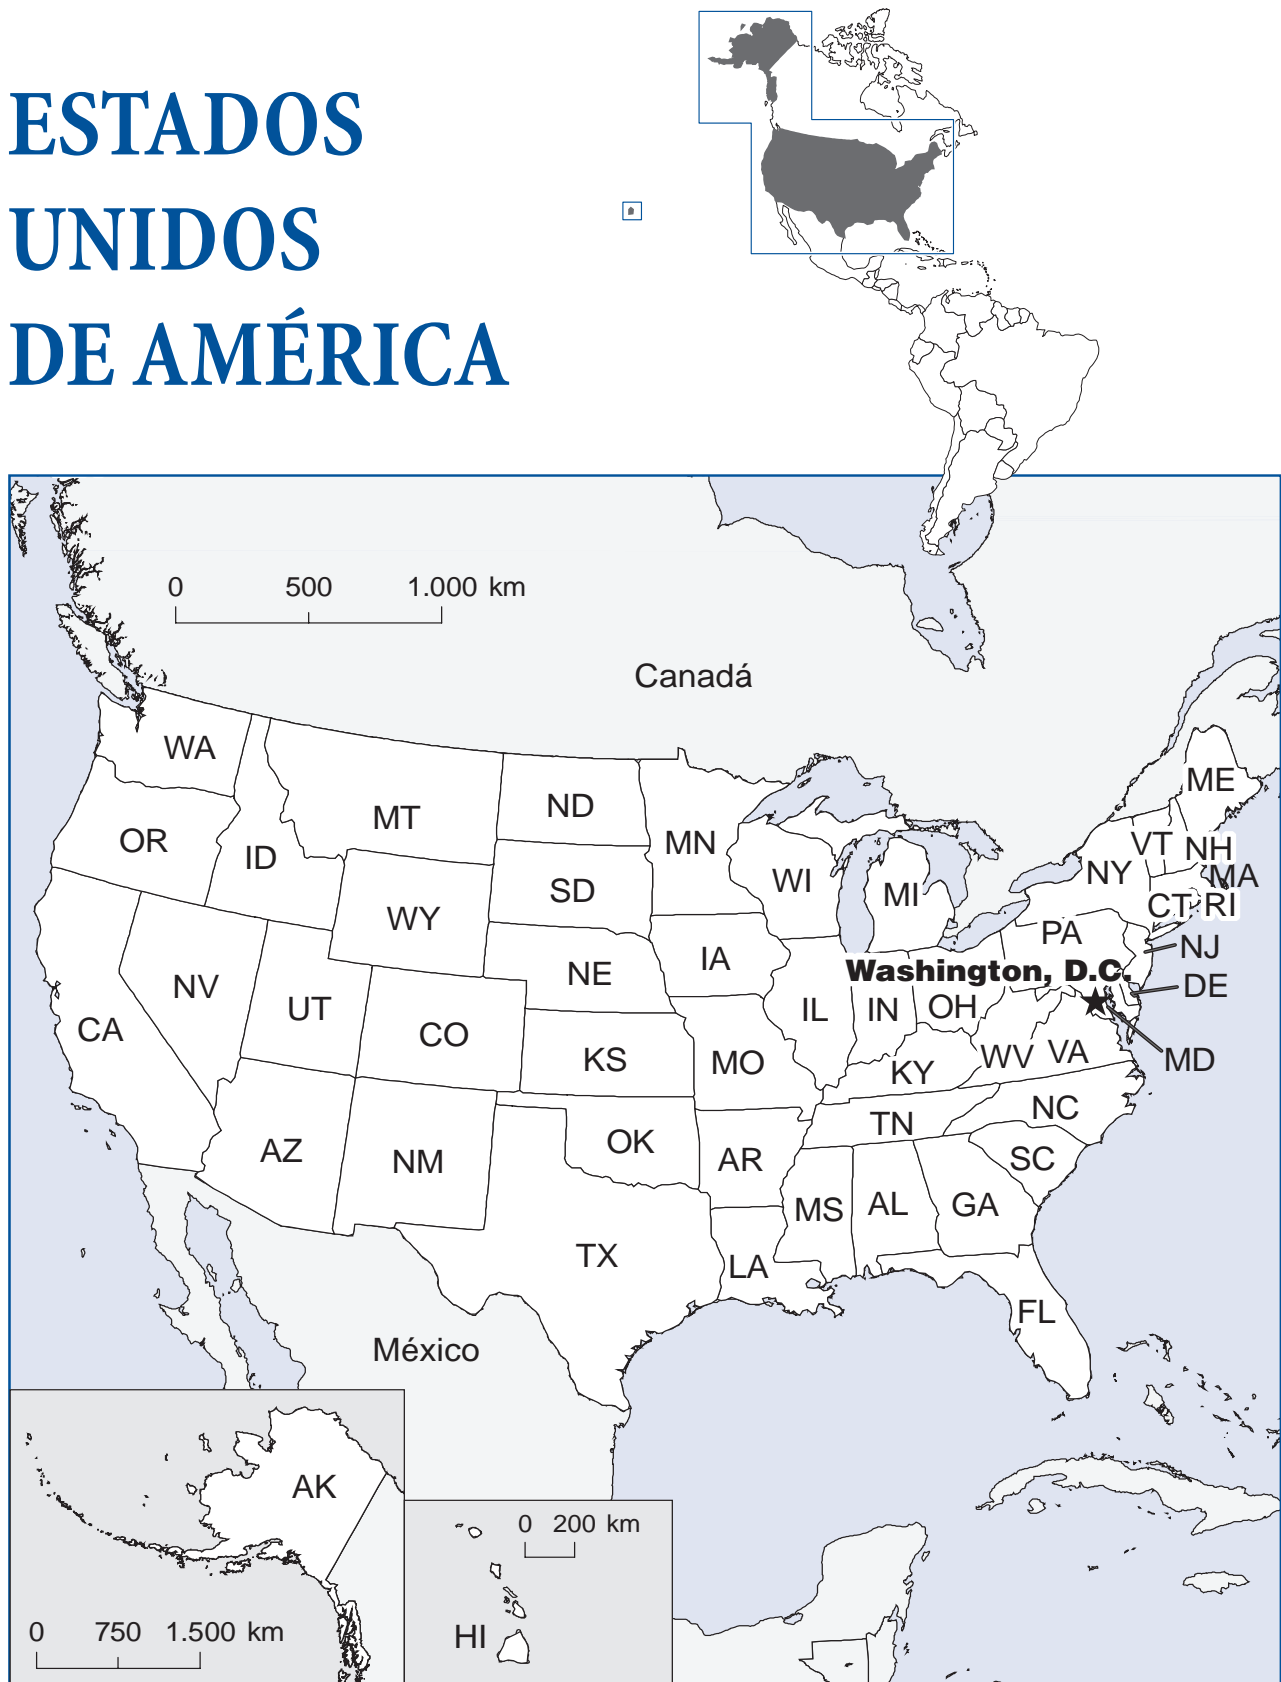 ESTADOS
UNIDOS
DE AMÉRICA
0 500 1.000 km
Canadá
WA
ME
MT
ND
OR
MN
VT
NH
ID
WI
NY
MA
SD
MI
WY
CT
RI
PA
NJ
IA
NE
Washington, D.C.
NV
DE
UT
IL
IN
OH
CA
CO
KS
MO
WV
VA
MD
KY
NC
TN
OK
AZ
NM
AR
SC
MS
AL
GA
TX
LA
FL
México
AK
0 200 km
HI
0 750 1.500 km